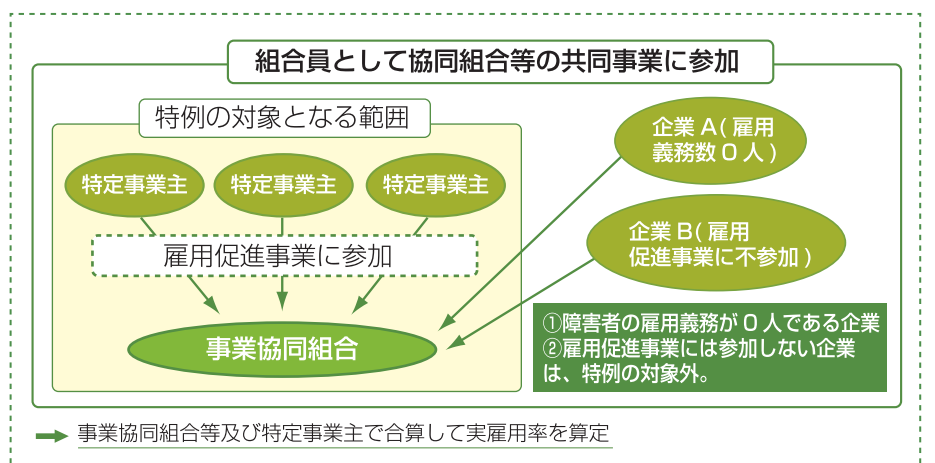 組合員として協同組合等の共同事業に参加
特例の対象となる範囲
特定事業主
特定事業主
特定事業主
雇用促進事業に参加
事業協同組合
企業A(雇用
義務数0人)
企業B(雇用
促進事業に不参加)
①障害者の雇用義務が0人である企業
②雇用促進事業には参加しない企業
は、特例の対象外。
事業協同組合等及び特定事業主で合算して実雇用率を算定